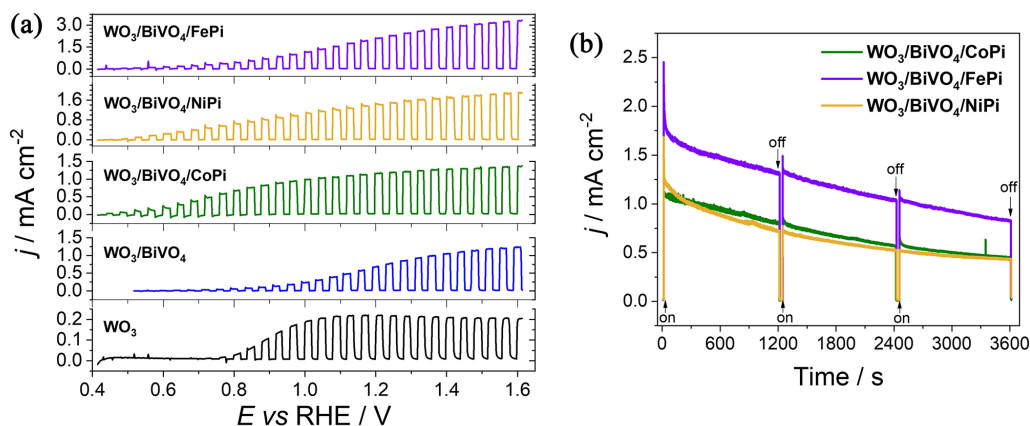 (a)
WO₃/BiVO₄/FePi
3.0
1.5
0.0
WO₃/BiVO₄/NiPi
1.6
0.8
0.0
WO₃/BiVO₄/CoPi
1.5
1.0
0.5
0.0
WO₃/BiVO₄
1.5
1.0
0.5
0.0
WO₃
0.2
0.1
0.0
j / mA cm⁻²
0.4 0.6 0.8 1.0 1.2 1.4 1.6
E vs RHE / V
(b)
WO₃/BiVO₄/CoPi
WO₃/BiVO₄/FePi
WO₃/BiVO₄/NiPi
2.5
2.0
1.5
1.0
0.5
0.0
j / mA cm⁻²
off
off
off
on
on
on
0 600 1200 1800 2400 3000 3600
Time / s